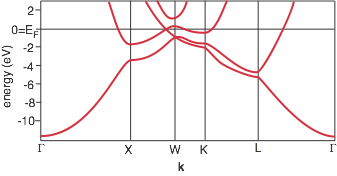 2
0=EF
-2
-4
-6
-8
-10
energy (eV)
Γ X W K L Γ
k